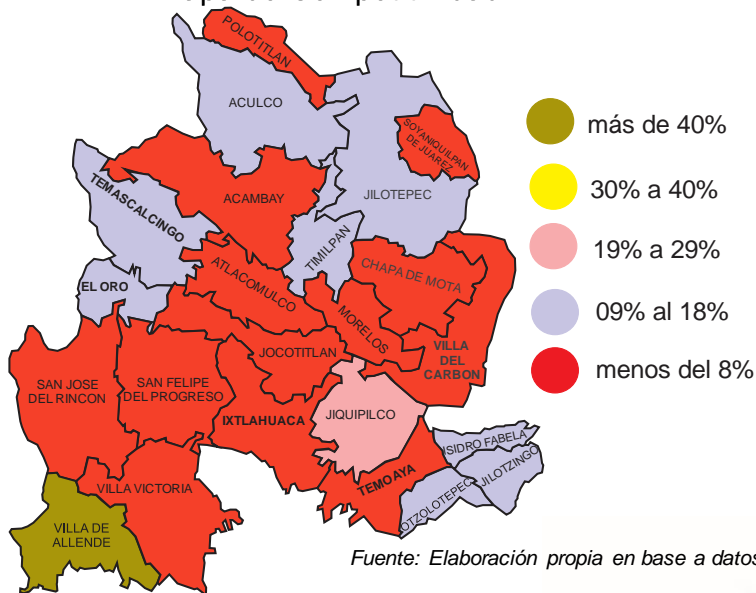 POLOTITLAN
ACULCO
SOYANIQUILPAN
DE JUAREZ
JILOTEPEC
ACAMBAY
TEMASCALCINGO
TIMILPAN
EL ORO
ATLACOMULCO
CHAPA DE MOTA
MORELOS
JOCOTITLAN
VILLA
DEL
CARBON
SAN JOSE
DEL RINCON
SAN FELIPE
DEL PROGRESO
IXTLAHUACA
JIQUIPILCO
ISIDRO FABELA
JILOTZINGO
OTZOLOTEPEC
TEMOAYA
VILLA VICTORIA
VILLA DE
ALLENDE
más de 40%
30% a 40%
19% a 29%
09% al 18%
menos del 8%
Fuente: Elaboración propia en base a datos